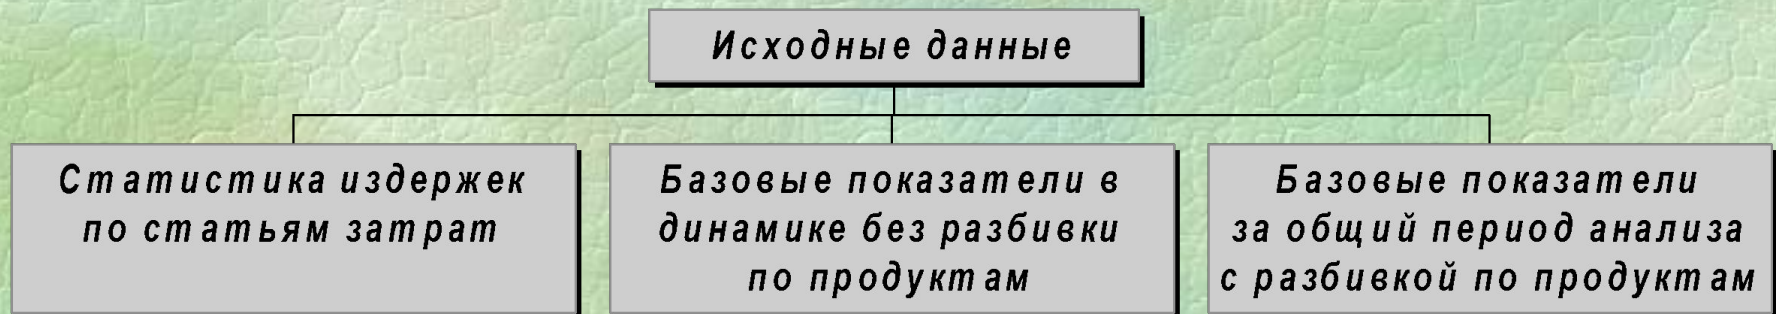 Исходные данные
Статистика издержек
по статьям затрат
Базовые показатели в
динамике без разбивки
по продуктам
Базовые показатели
за общий период анализа
с разбивкой по продуктам